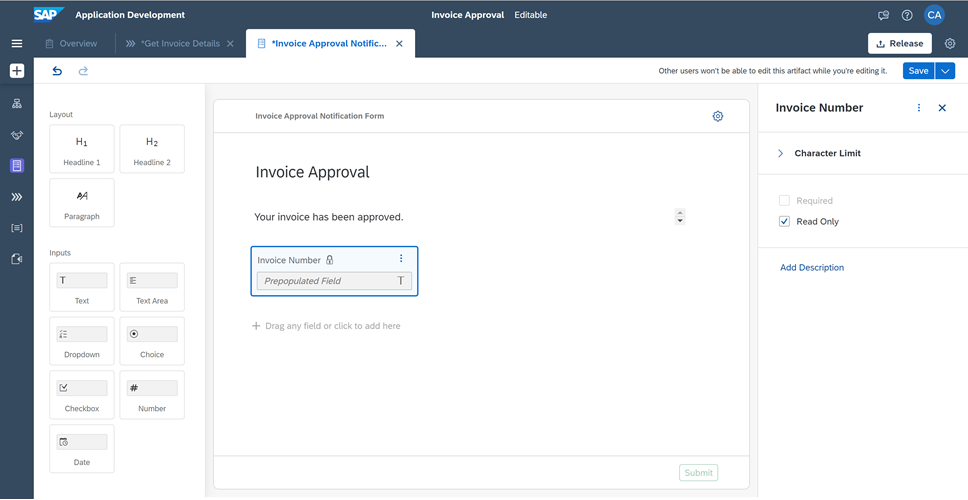 SAP Application Development
Invoice Approval Editable
CA
Overview
*Get Invoice Details
*Invoice Approval Notific...
Release
Other users won't be able to edit this artifact while you're editing it.
Save
Layout
H1
Headline 1
H2
Headline 2
Paragraph
Inputs
T
Text
Text Area
Dropdown
Choice
Checkbox
#
Number
Date
Invoice Approval Notification Form
Invoice Approval
Your invoice has been approved.
Invoice Number
Prepopulated Field T
+ Drag any field or click to add here
Submit
Invoice Number
Character Limit
Required
Read Only
Add Description